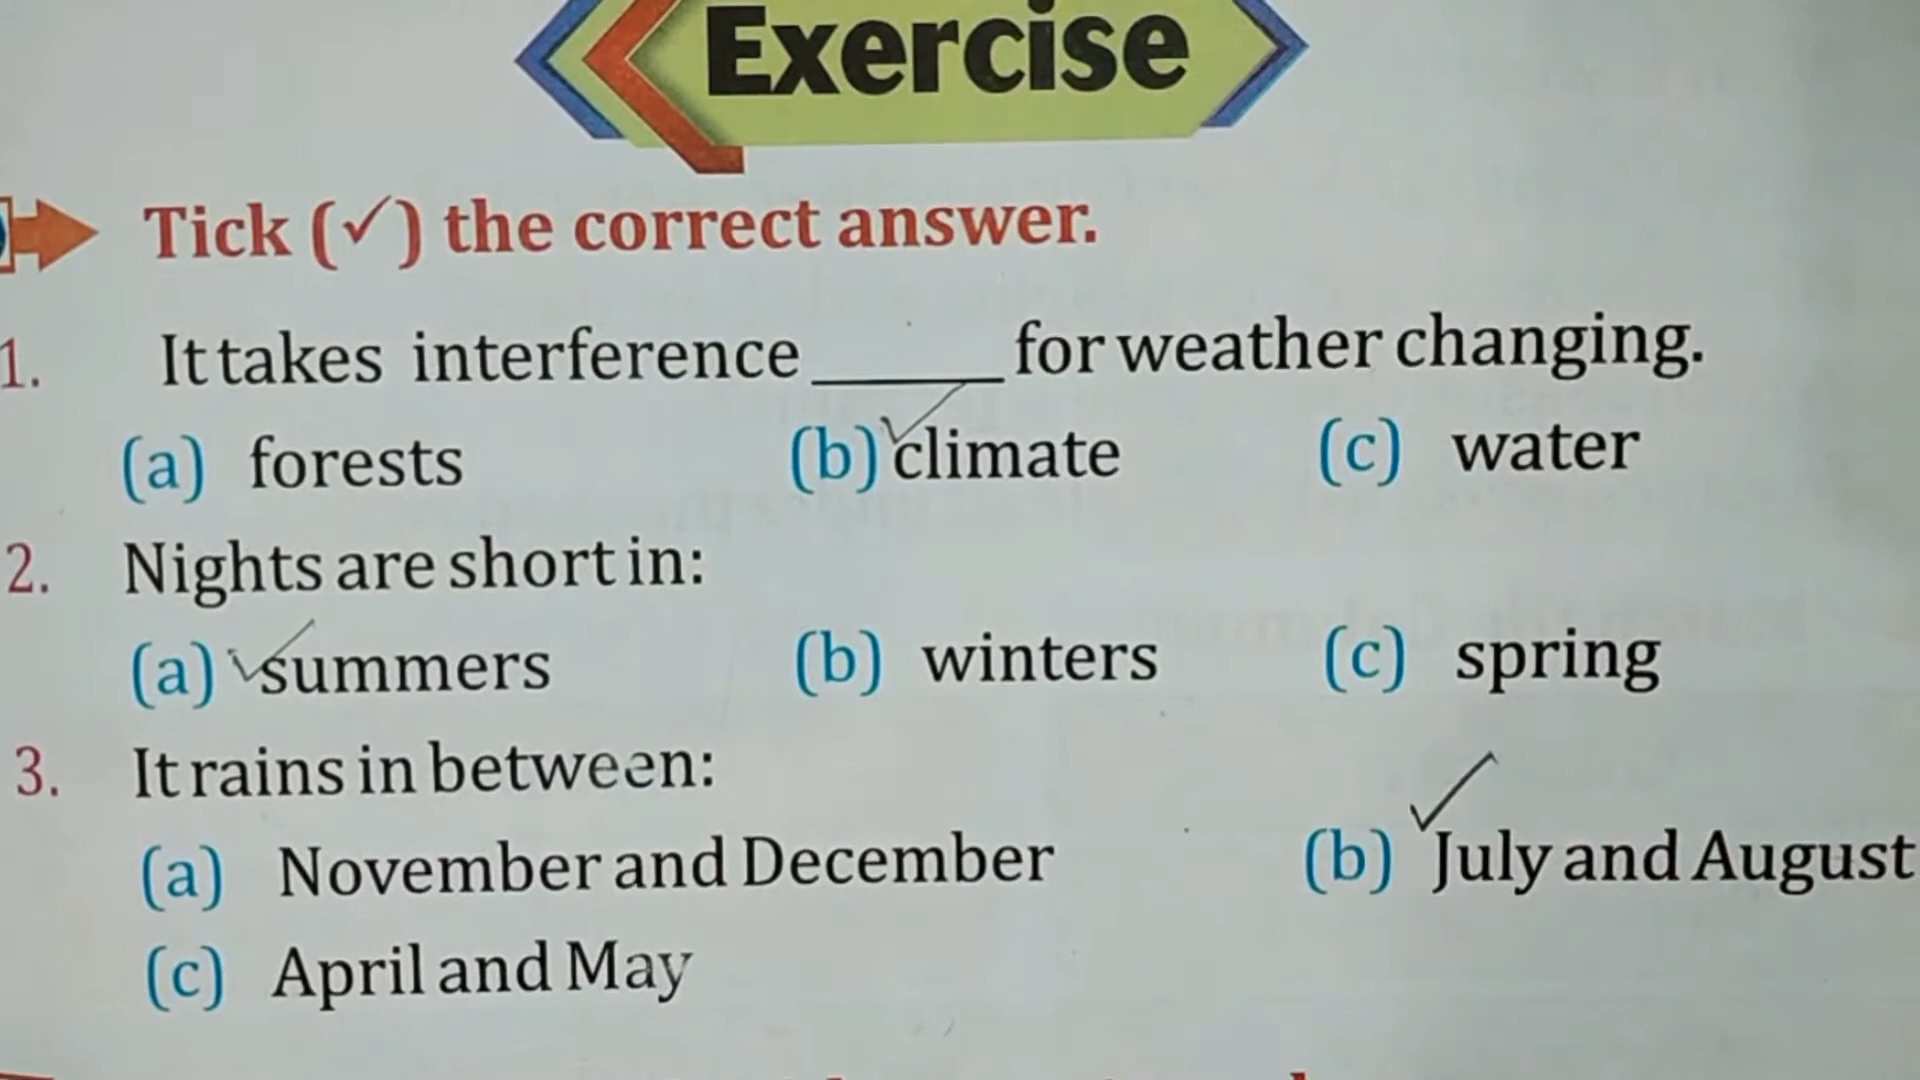 Exercise
Tick (✓) the correct answer.
1. It takes interference ______ for weather changing.
(a) forests (b) climate (c) water
2. Nights are short in:
(a) summers (b) winters (c) spring
3. It rains in between:
(a) November and December (b) July and August
(c) April and May